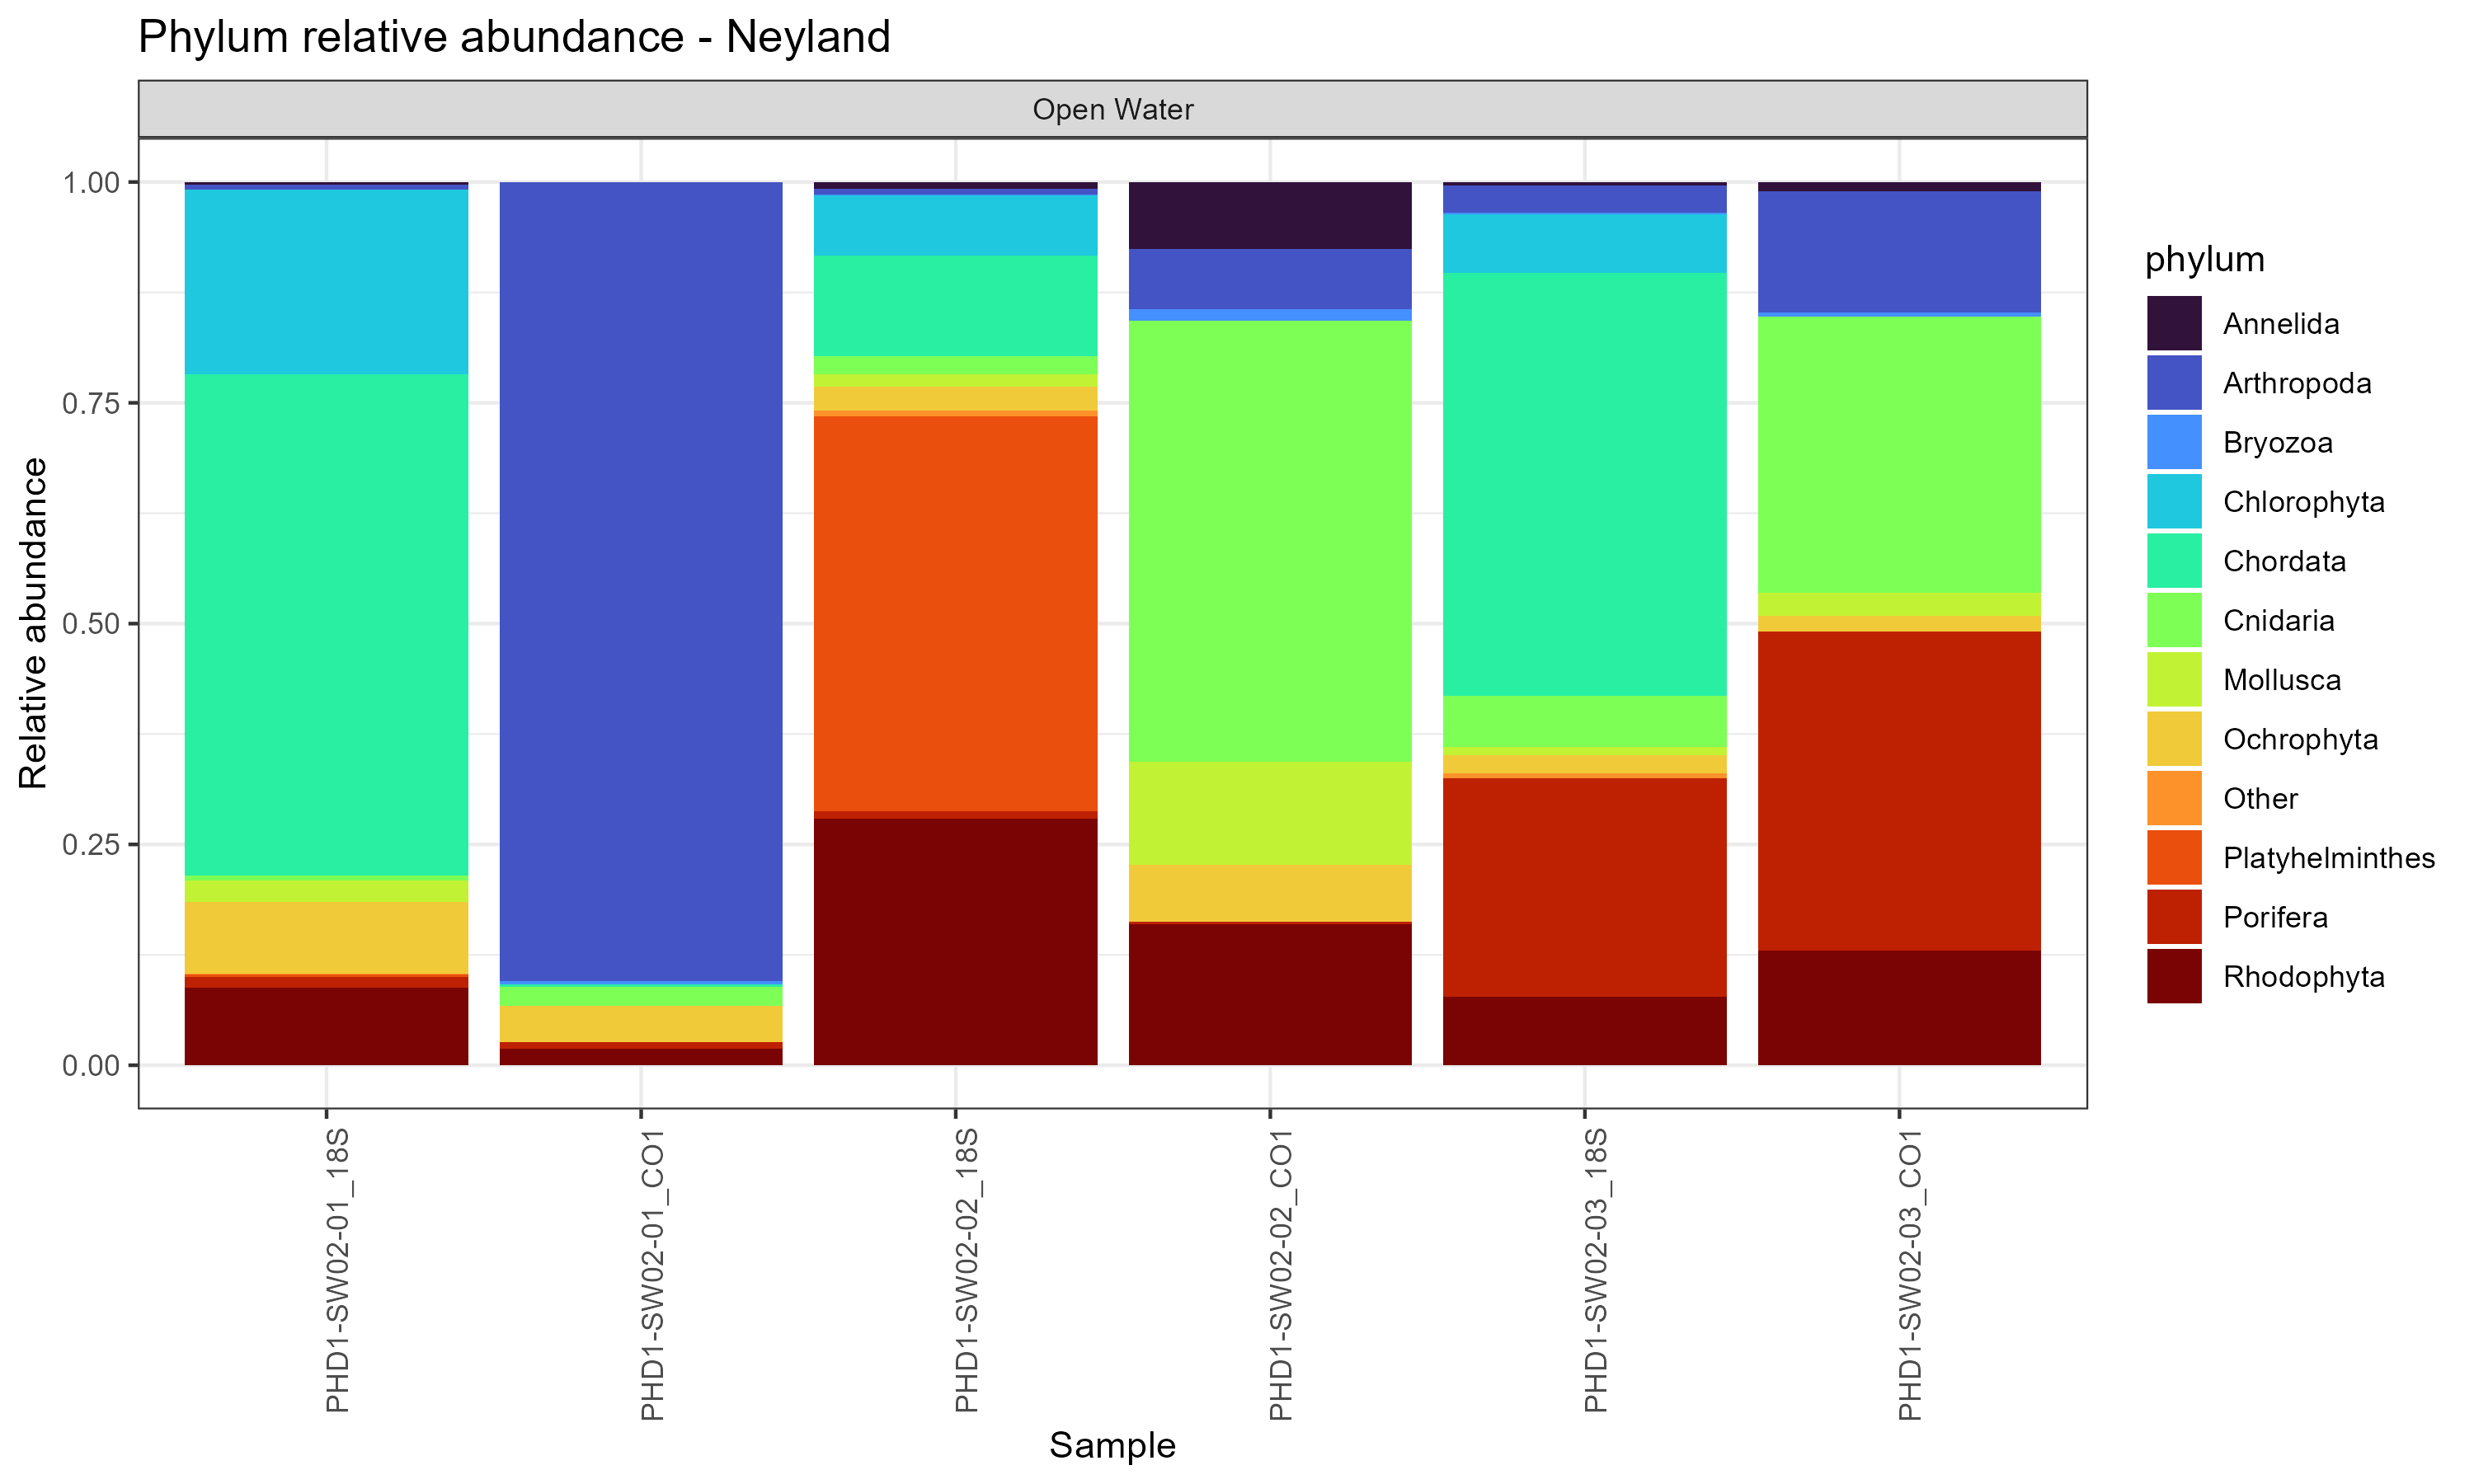 Phylum relative abundance - Neyland
Open Water
Relative abundance
1.00
0.75
0.50
0.25
0.00
PHD1-SW02-01_18S
PHD1-SW02-01_CO1
PHD1-SW02-02_18S
PHD1-SW02-02_CO1
PHD1-SW02-03_18S
PHD1-SW02-03_CO1
Sample
phylum
Annelida
Arthropoda
Bryozoa
Chlorophyta
Chordata
Cnidaria
Mollusca
Ochrophyta
Other
Platyhelminthes
Porifera
Rhodophyta